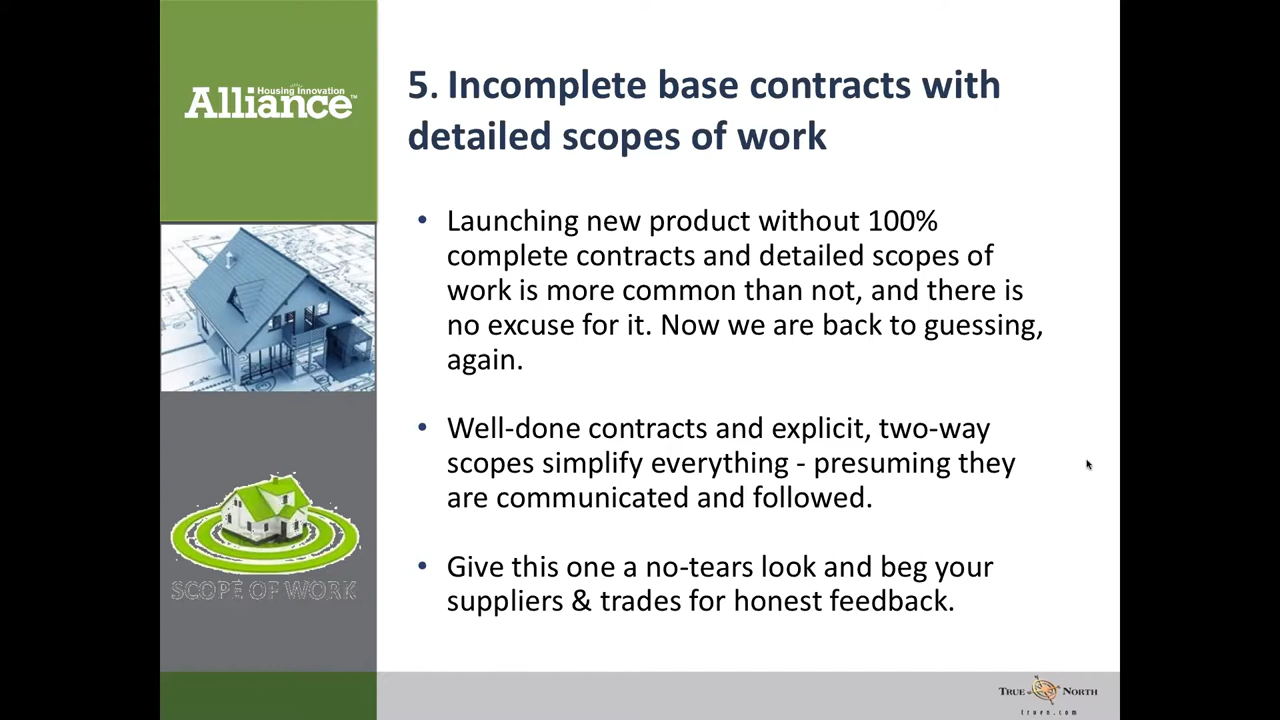 Housing Innovation
Alliance™
5. Incomplete base contracts with
detailed scopes of work
• Launching new product without 100%
complete contracts and detailed scopes of
work is more common than not, and there is
no excuse for it. Now we are back to guessing,
again.
• Well-done contracts and explicit, two-way
scopes simplify everything - presuming they
are communicated and followed.
• Give this one a no-tears look and beg your
suppliers & trades for honest feedback.
SCOPE OF WORK
TRUE NORTH
truen.com